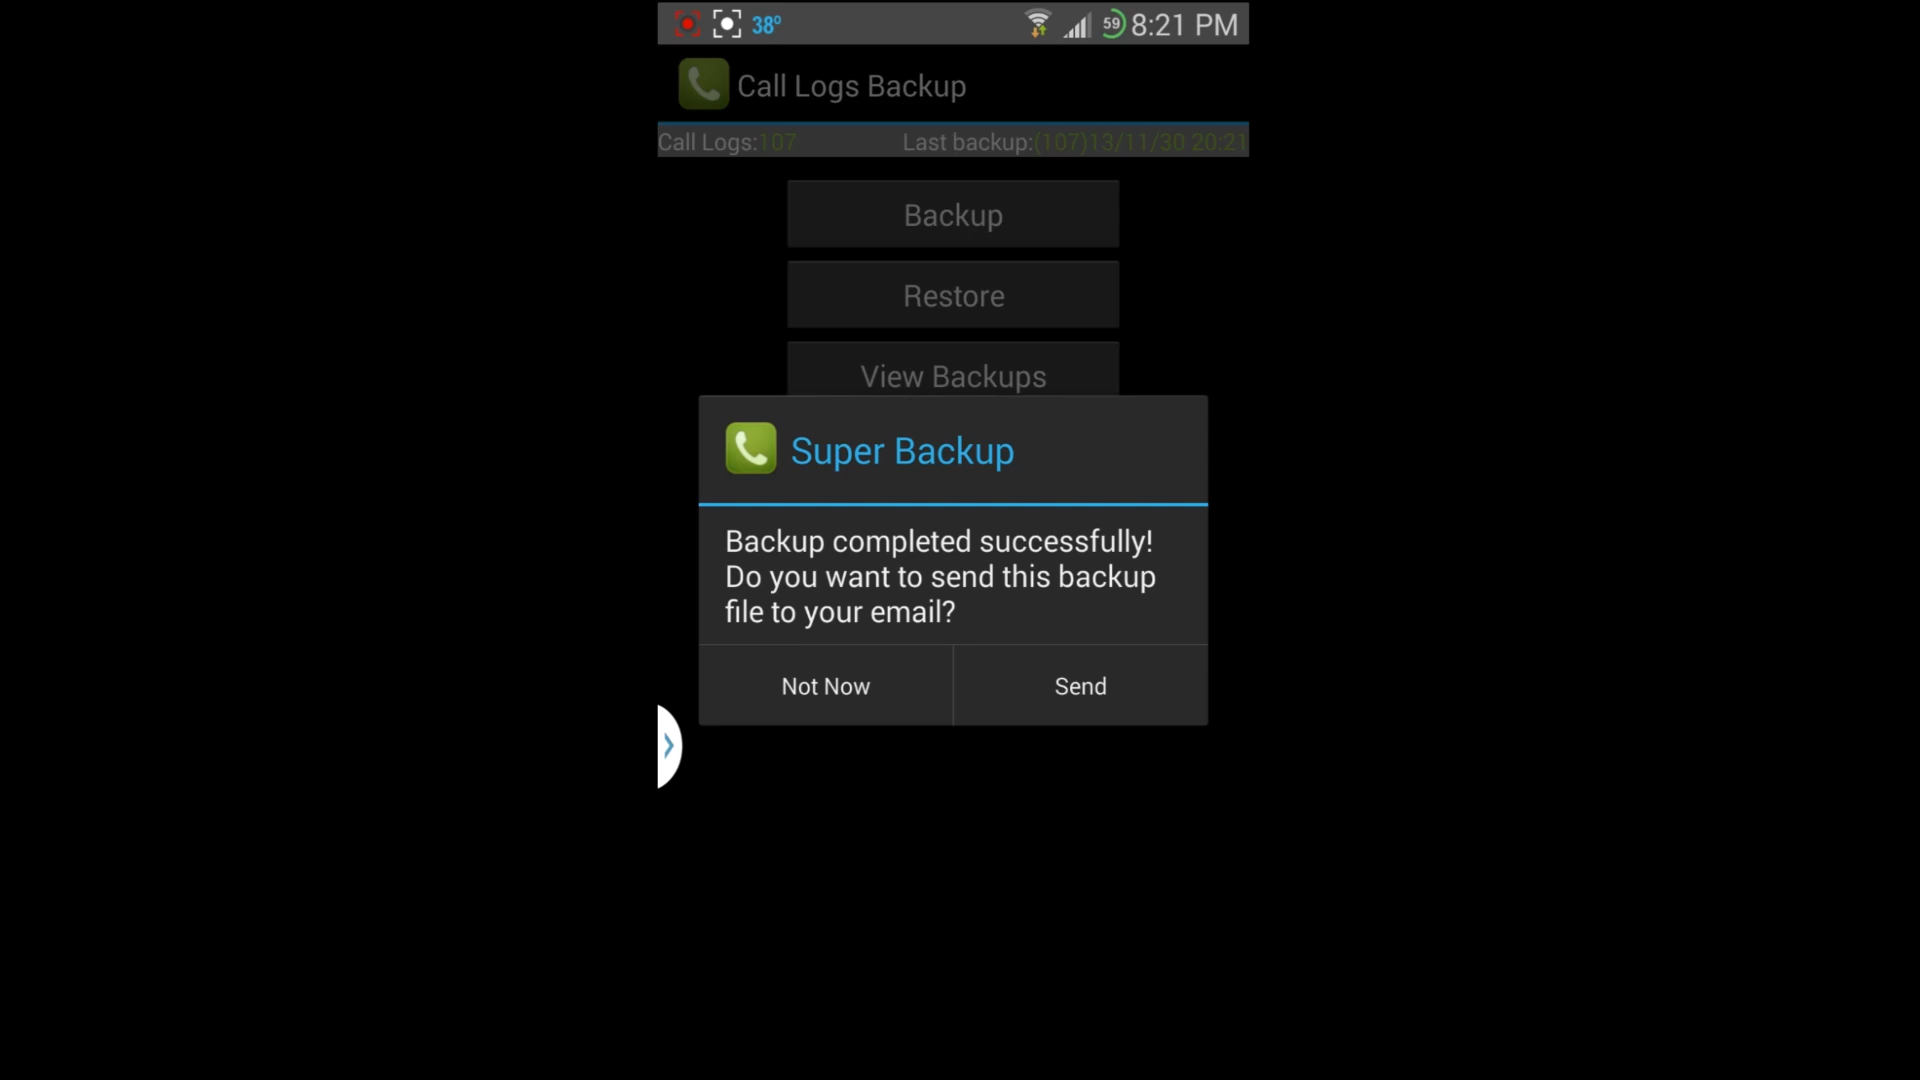 38° 59 8:21 PM
Call Logs Backup
Call Logs:107 Last backup:(107)13/11/30 20:21
Backup
Restore
View Backups
Super Backup
Backup completed successfully!
Do you want to send this backup
file to your email?
Not Now Send